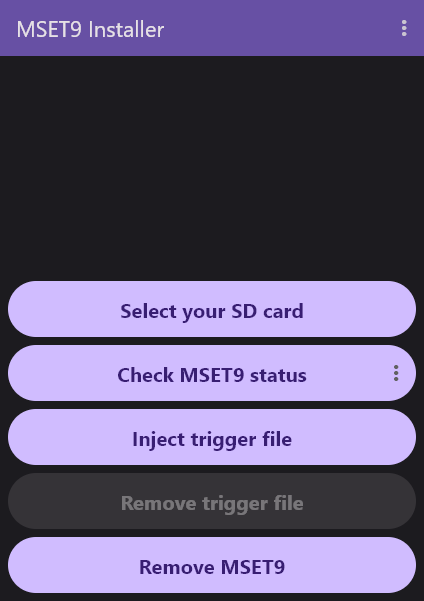 MSET9 Installer
Select your SD card
Check MSET9 status
Inject trigger file
Remove trigger file
Remove MSET9